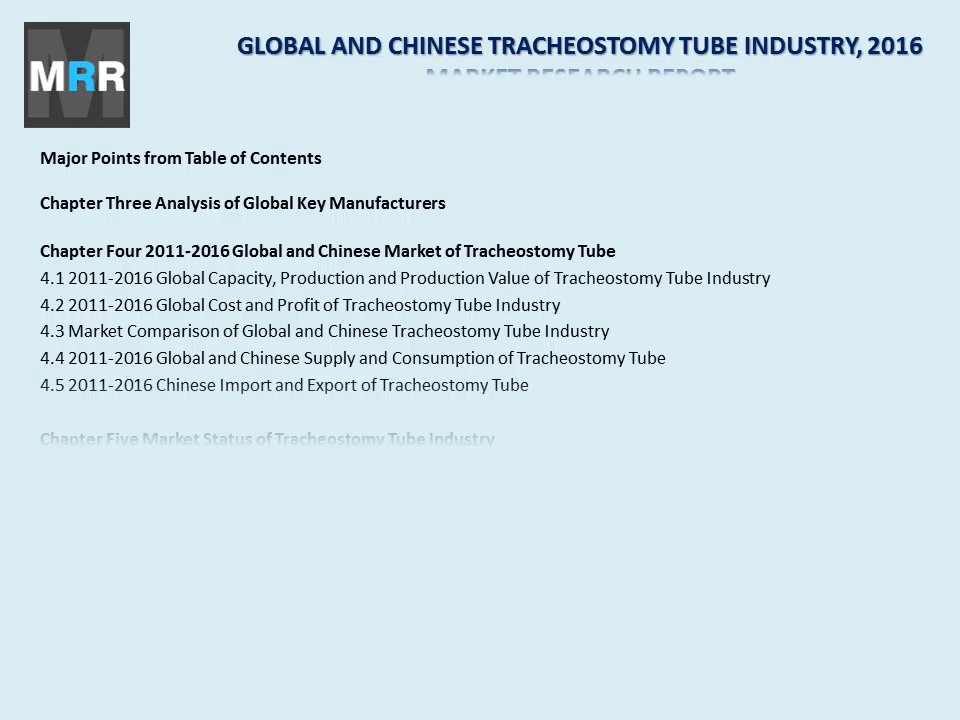 MRR
GLOBAL AND CHINESE TRACHEOSTOMY TUBE INDUSTRY, 2016
MARKET RESEARCH REPORT
Major Points from Table of Contents
Chapter Three Analysis of Global Key Manufacturers
Chapter Four 2011-2016 Global and Chinese Market of Tracheostomy Tube
4.1 2011-2016 Global Capacity, Production and Production Value of Tracheostomy Tube Industry
4.2 2011-2016 Global Cost and Profit of Tracheostomy Tube Industry
4.3 Market Comparison of Global and Chinese Tracheostomy Tube Industry
4.4 2011-2016 Global and Chinese Supply and Consumption of Tracheostomy Tube
4.5 2011-2016 Chinese Import and Export of Tracheostomy Tube
Chapter Five Market Status of Tracheostomy Tube Industry